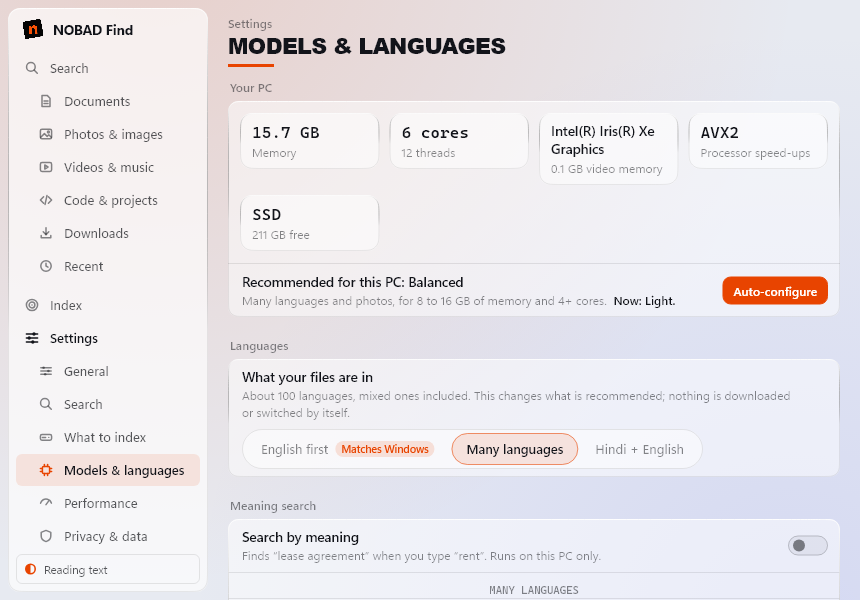 NOBAD Find
Search
Documents
Photos & images
Videos & music
Code & projects
Downloads
Recent
Index
Settings
General
Search
What to index
Models & languages
Performance
Privacy & data
Reading text
Settings
MODELS & LANGUAGES
Your PC
15.7 GB
Memory
6 cores
12 threads
Intel(R) Iris(R) Xe
Graphics
0.1 GB video memory
AVX2
Processor speed-ups
SSD
211 GB free
Recommended for this PC: Balanced
Many languages and photos, for 8 to 16 GB of memory and 4+ cores. Now: Light.
Auto-configure
Languages
What your files are in
About 100 languages, mixed ones included. This changes what is recommended; nothing is downloaded
or switched by itself.
English first Matches Windows Many languages Hindi + English
Meaning search
Search by meaning
Finds "lease agreement" when you type "rent". Runs on this PC only.
MANY LANGUAGES